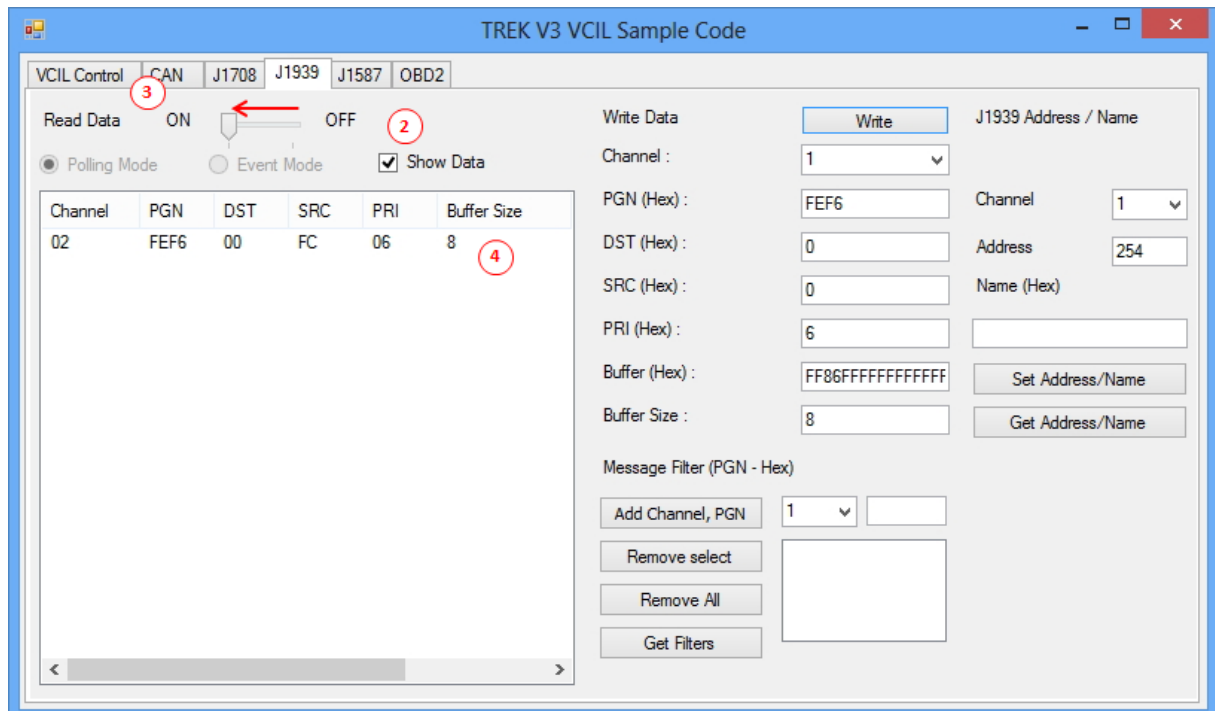 TREK V3 VCIL Sample Code
VCIL Control CAN J1708 J1939 J1587 OBD2
3
Read Data ON OFF
2
Polling Mode Event Mode Show Data
Channel PGN DST SRC PRI Buffer Size
02 FEF6 00 FC 06 8
4
Write Data Write
Channel : 1
PGN (Hex) : FEF6
DST (Hex) : 0
SRC (Hex) : 0
PRI (Hex) : 6
Buffer (Hex) : FF86FFFFFFFFFFFF
Buffer Size : 8
Message Filter (PGN - Hex)
Add Channel, PGN 1
Remove select
Remove All
Get Filters
J1939 Address / Name
Channel 1
Address 254
Name (Hex)
Set Address/Name
Get Address/Name